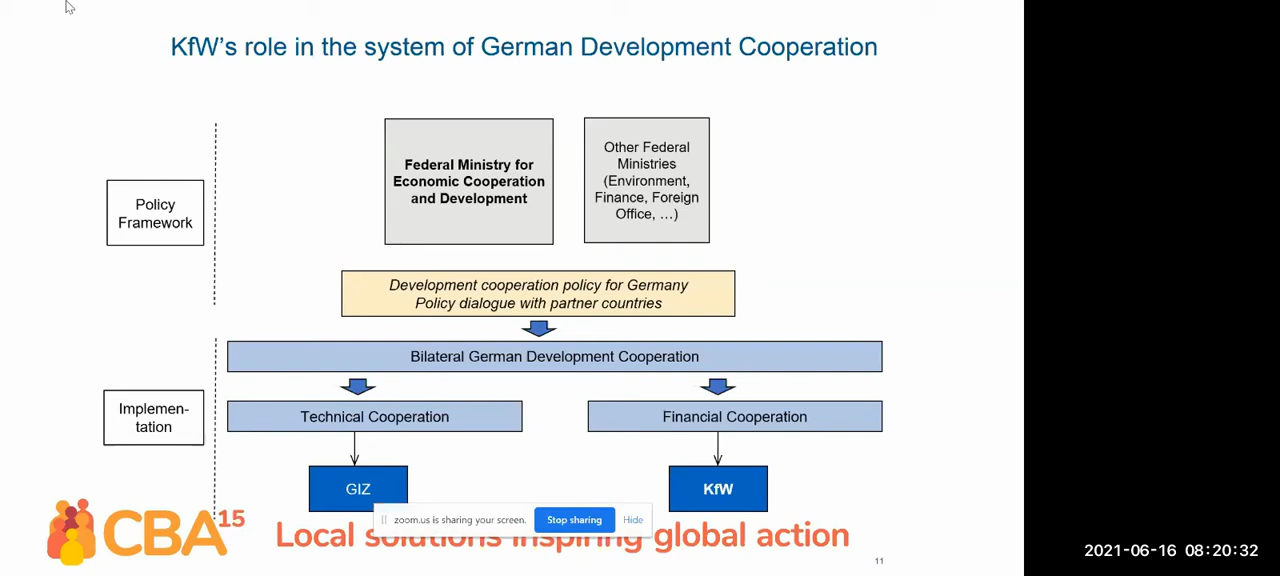 KfW's role in the system of German Development Cooperation
Policy
Framework
Federal Ministry for
Economic Cooperation
and Development
Other Federal
Ministries
(Environment,
Finance, Foreign
Office, ...)
Development cooperation policy for Germany
Policy dialogue with partner countries
Bilateral German Development Cooperation
Implemen-
tation
Technical Cooperation
Financial Cooperation
GIZ
KfW
zoom.us is sharing your screen.
Stop sharing
Hide
CBA15
Local solutions inspiring global action
11
2021-06-16 08:20:32